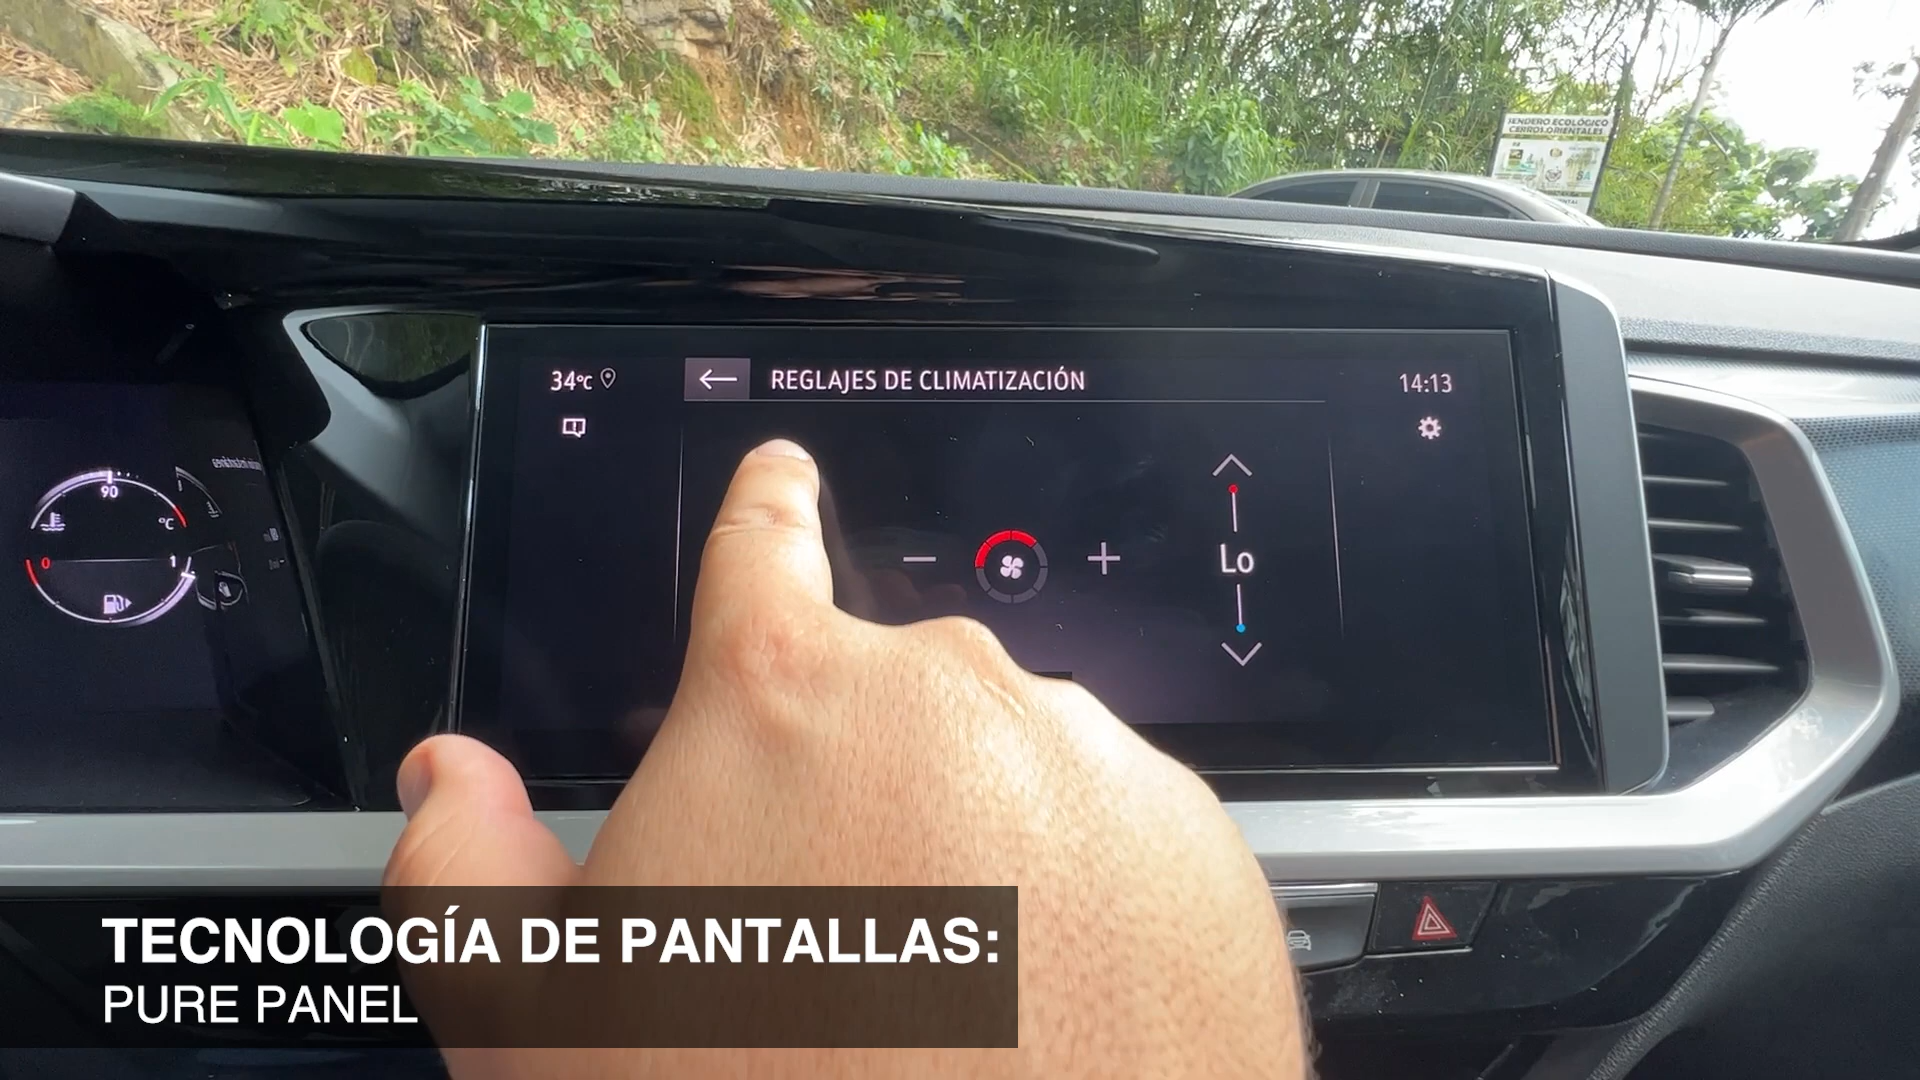 SENDERO ECOLÓGICO
CERROS ORIENTALES
34°C
REGLAJES DE CLIMATIZACIÓN
14:13
90
°C
0
1
Lo
TECNOLOGÍA DE PANTALLAS:
PURE PANEL